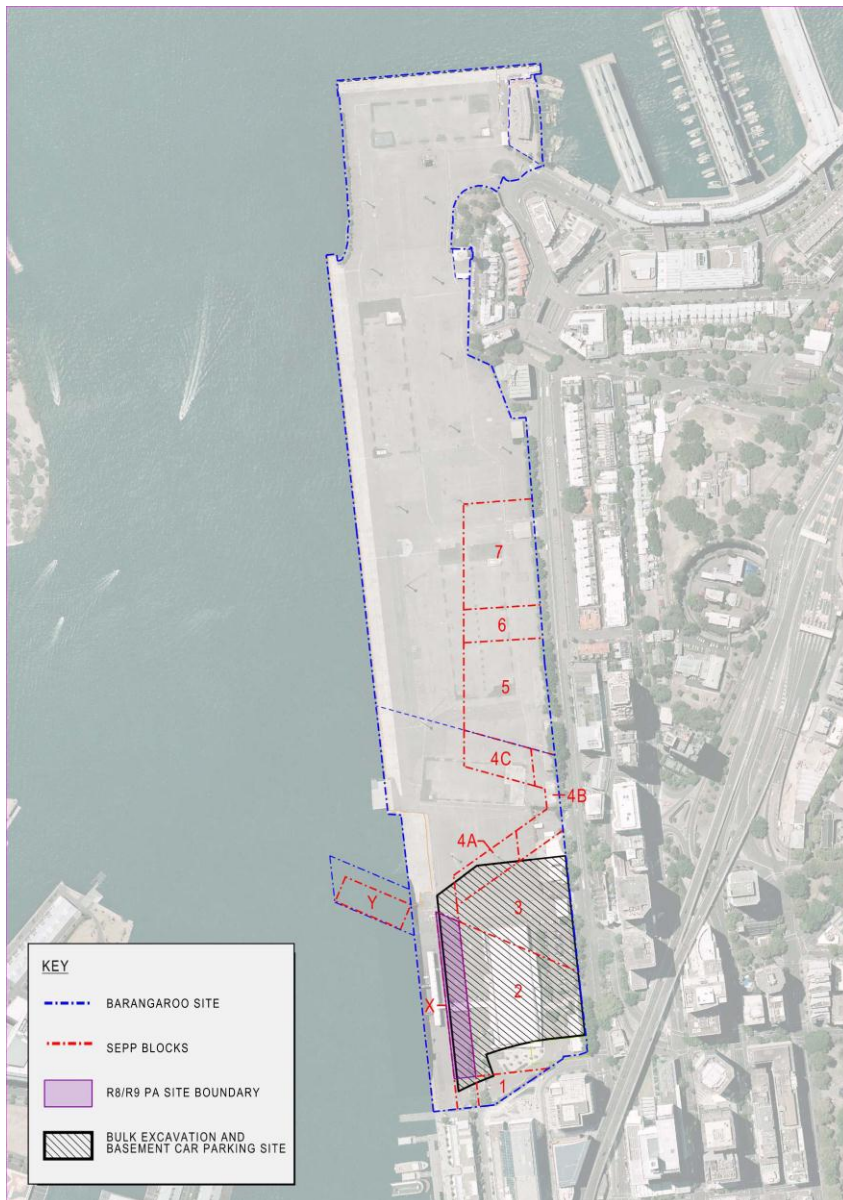 7
6
5
4C
4B
4A
3
Y
2
X
1
KEY
BARANGAROO SITE
SEPP BLOCKS
R8/R9 PA SITE BOUNDARY
BULK EXCAVATION AND
BASEMENT CAR PARKING SITE